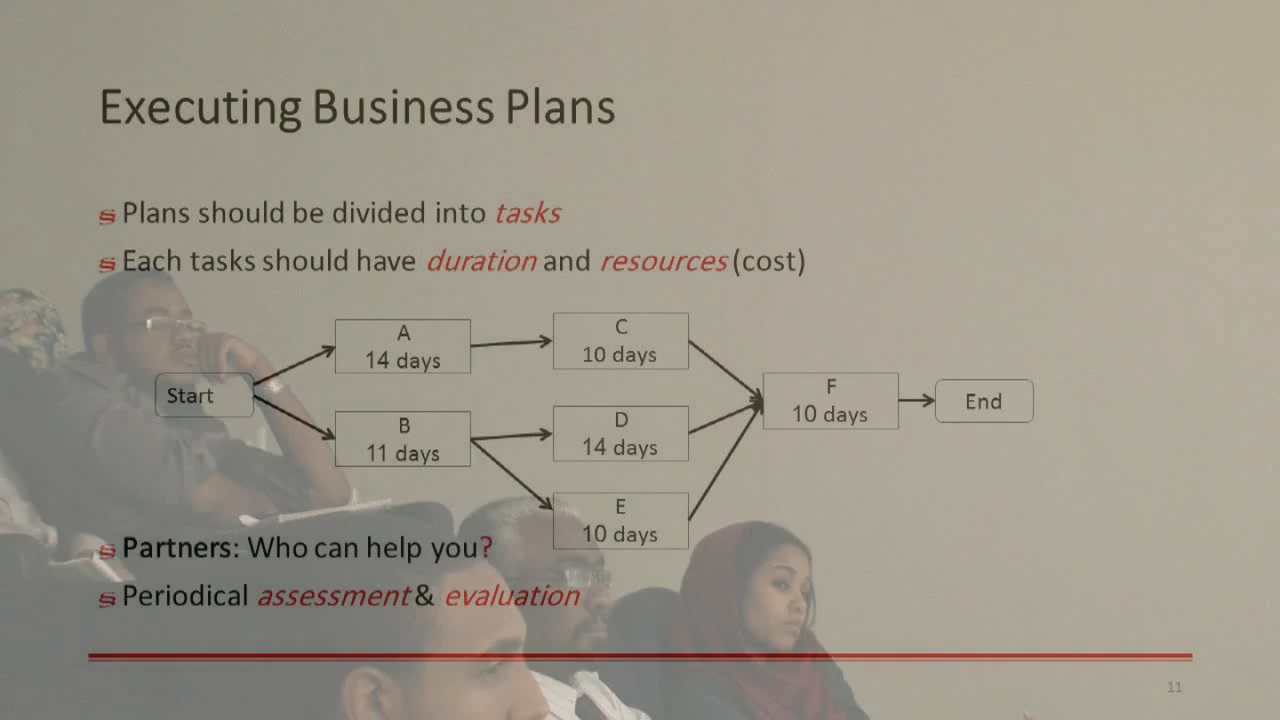 Executing Business Plans
Plans should be divided into tasks
Each tasks should have duration and resources (cost)
Start
A
14 days
B
11 days
C
10 days
D
14 days
E
10 days
F
10 days
End
Partners: Who can help you?
Periodical assessment & evaluation
11